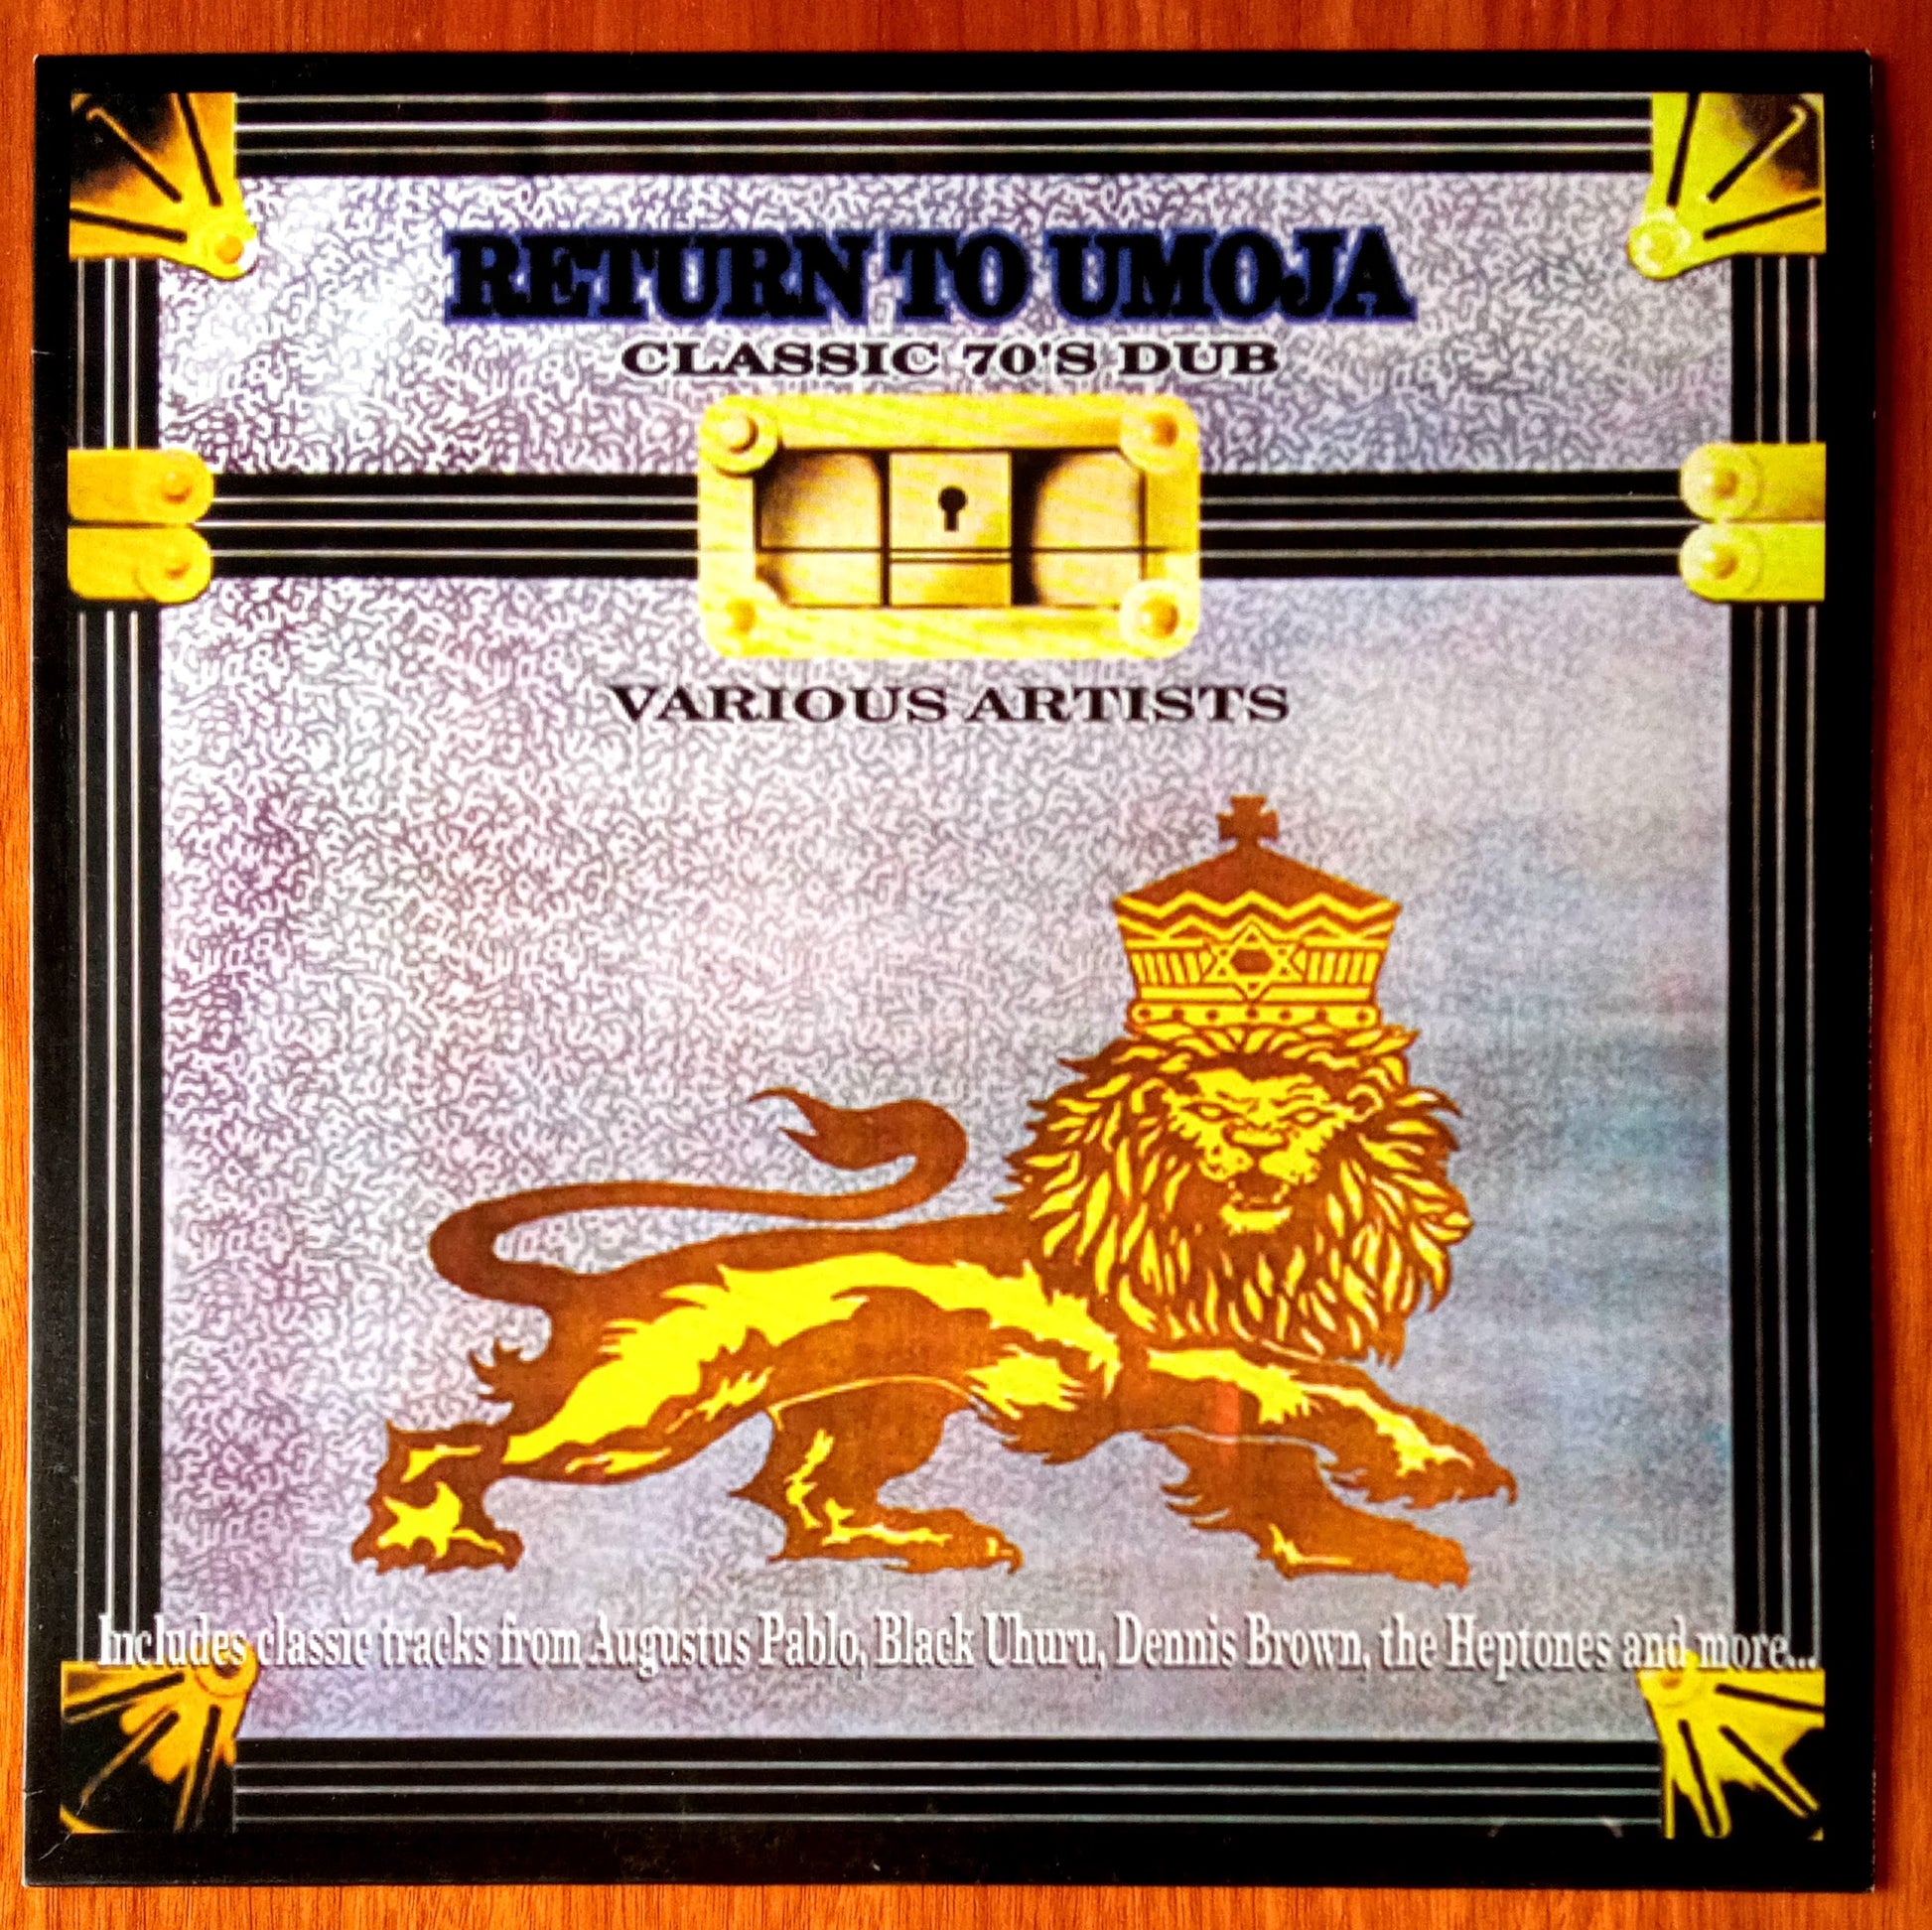 RETURN TO UMOJA
CLASSIC 70'S DUB
VARIOUS ARTISTS
Includes classic tracks from Augustus Pablo, Black Uhuru, Dennis Brown, the Heptones and more...